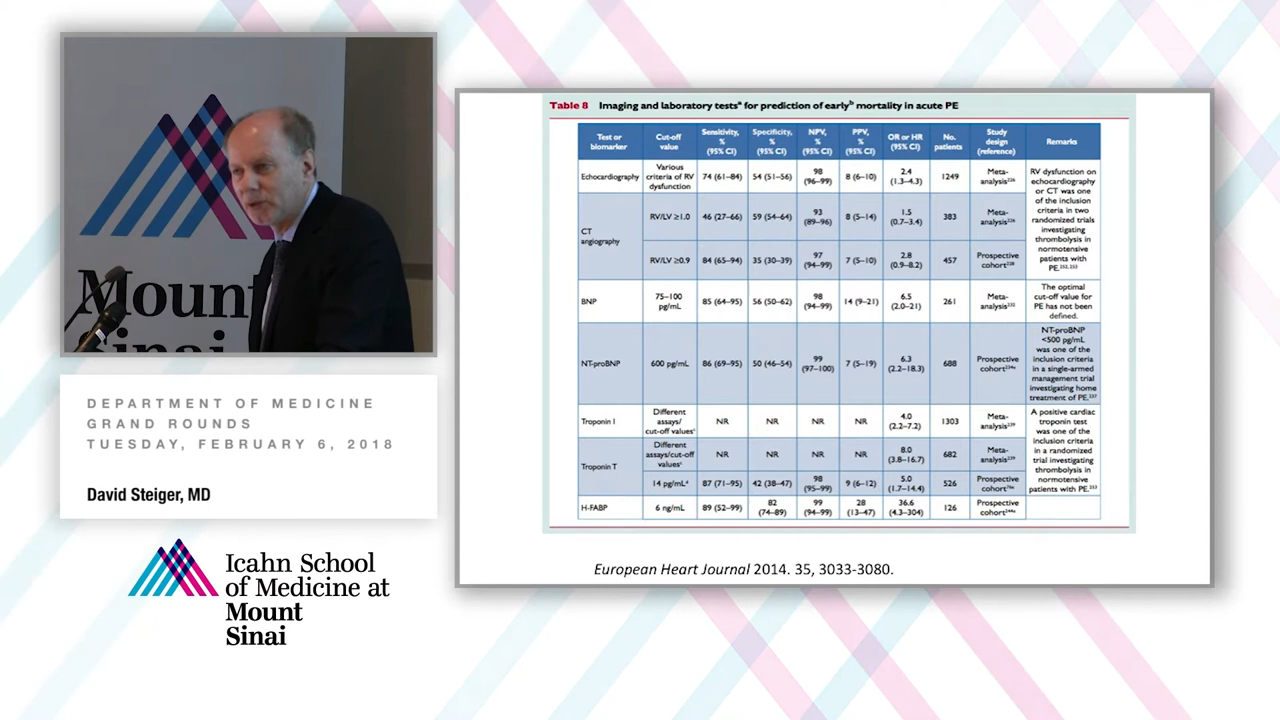 Mount
Sinai
DEPARTMENT OF MEDICINE
GRAND ROUNDS
TUESDAY, FEBRUARY 6, 2018
David Steiger, MD
Icahn School
of Medicine at
Mount
Sinai
Table 8 Imaging and laboratory testsᵃ for prediction of earlyᵇ mortality in acute PE
Test or biomarker | Cut-off value | Sensitivity, % (95% CI) | Specificity, % (95% CI) | NPV, % (95% CI) | PPV, % (95% CI) | OR or HR (95% CI) | No. patients | Study design (reference) | Remarks
Echocardiography | Various criteria of RV dysfunction | 74 (61–84) | 54 (51–56) | 98 (96–99) | 8 (6–10) | 2.4 (1.3–4.3) | 1249 | Meta-analysis²²⁶ | RV dysfunction on echocardiography or CT was one of the inclusion criteria in two randomized trials investigating thrombolysis in normotensive patients with PE.²⁵²,²⁵³
CT angiography | RV/LV ≥1.0 | 46 (27–66) | 59 (54–64) | 93 (89–96) | 8 (5–14) | 1.5 (0.7–3.4) | 383 | Meta-analysis²²⁶
RV/LV ≥0.9 | 84 (65–94) | 35 (30–39) | 97 (94–99) | 7 (5–10) | 2.8 (0.9–8.2) | 457 | Prospective cohort²²⁸
BNP | 75–100 pg/mL | 85 (64–95) | 56 (50–62) | 98 (94–99) | 14 (9–21) | 6.5 (2.0–21) | 261 | Meta-analysis²³² | The optimal cut-off value for PE has not been defined.
NT-proBNP | 600 pg/mL | 86 (69–95) | 50 (46–54) | 99 (97–100) | 7 (5–19) | 6.3 (2.2–18.3) | 688 | Prospective cohort²³⁴ᵃ | NT-proBNP <500 pg/mL was one of the inclusion criteria in a single-armed management trial investigating home treatment of PE.²³⁷
Troponin I | Different assays/ cut-off valuesᶜ | NR | NR | NR | NR | 4.0 (2.2–7.2) | 1303 | Meta-analysis²³⁹ | A positive cardiac troponin test was one of the inclusion criteria in a randomized trial investigating thrombolysis in normotensive patients with PE.²⁵³
Troponin T | Different assays/cut-off valuesᶜ | NR | NR | NR | NR | 8.0 (3.8–16.7) | 682 | Meta-analysis²³⁹
14 pg/mLᵈ | 87 (71–95) | 42 (38–47) | 98 (95–99) | 9 (6–12) | 5.0 (1.7–14.4) | 526 | Prospective cohort⁷⁶ᵃ
H-FABP | 6 ng/mL | 89 (52–99) | 82 (74–89) | 99 (94–99) | 28 (13–47) | 36.6 (4.3–304) | 126 | Prospective cohort²⁴⁴ᵃ
European Heart Journal 2014. 35, 3033-3080.